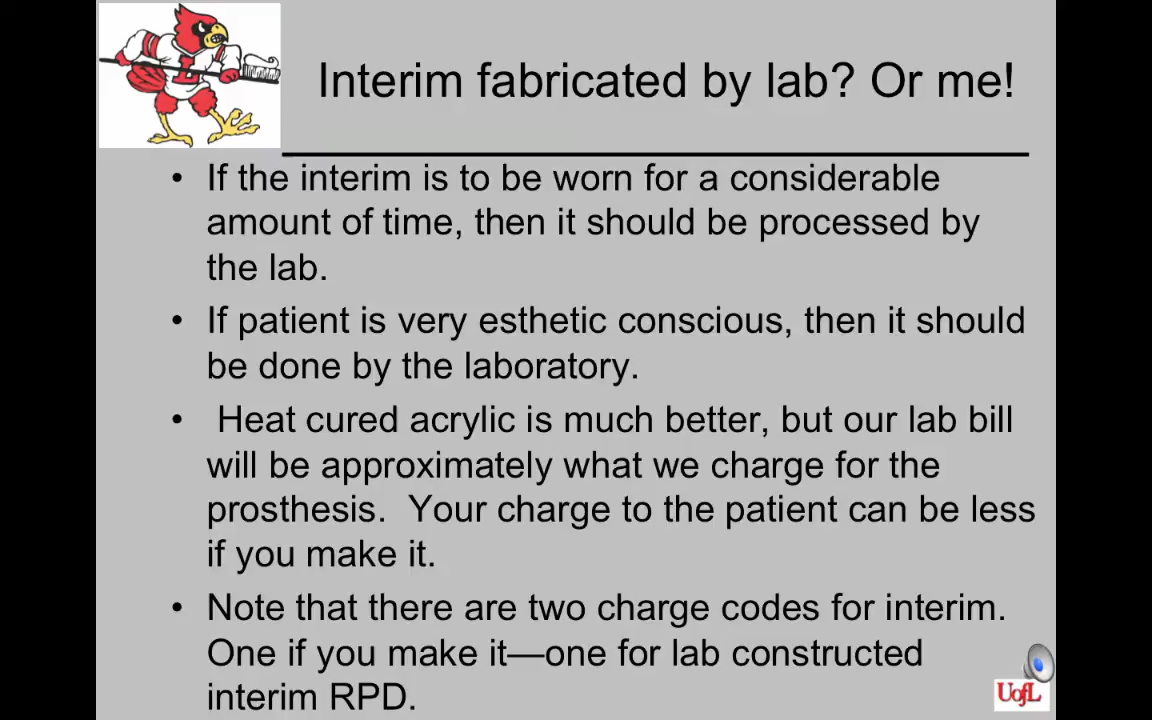 Interim fabricated by lab? Or me!
• If the interim is to be worn for a considerable
amount of time, then it should be processed by
the lab.
• If patient is very esthetic conscious, then it should
be done by the laboratory.
• Heat cured acrylic is much better, but our lab bill
will be approximately what we charge for the
prosthesis. Your charge to the patient can be less
if you make it.
• Note that there are two charge codes for interim.
One if you make it—one for lab constructed
interim RPD.
UofL